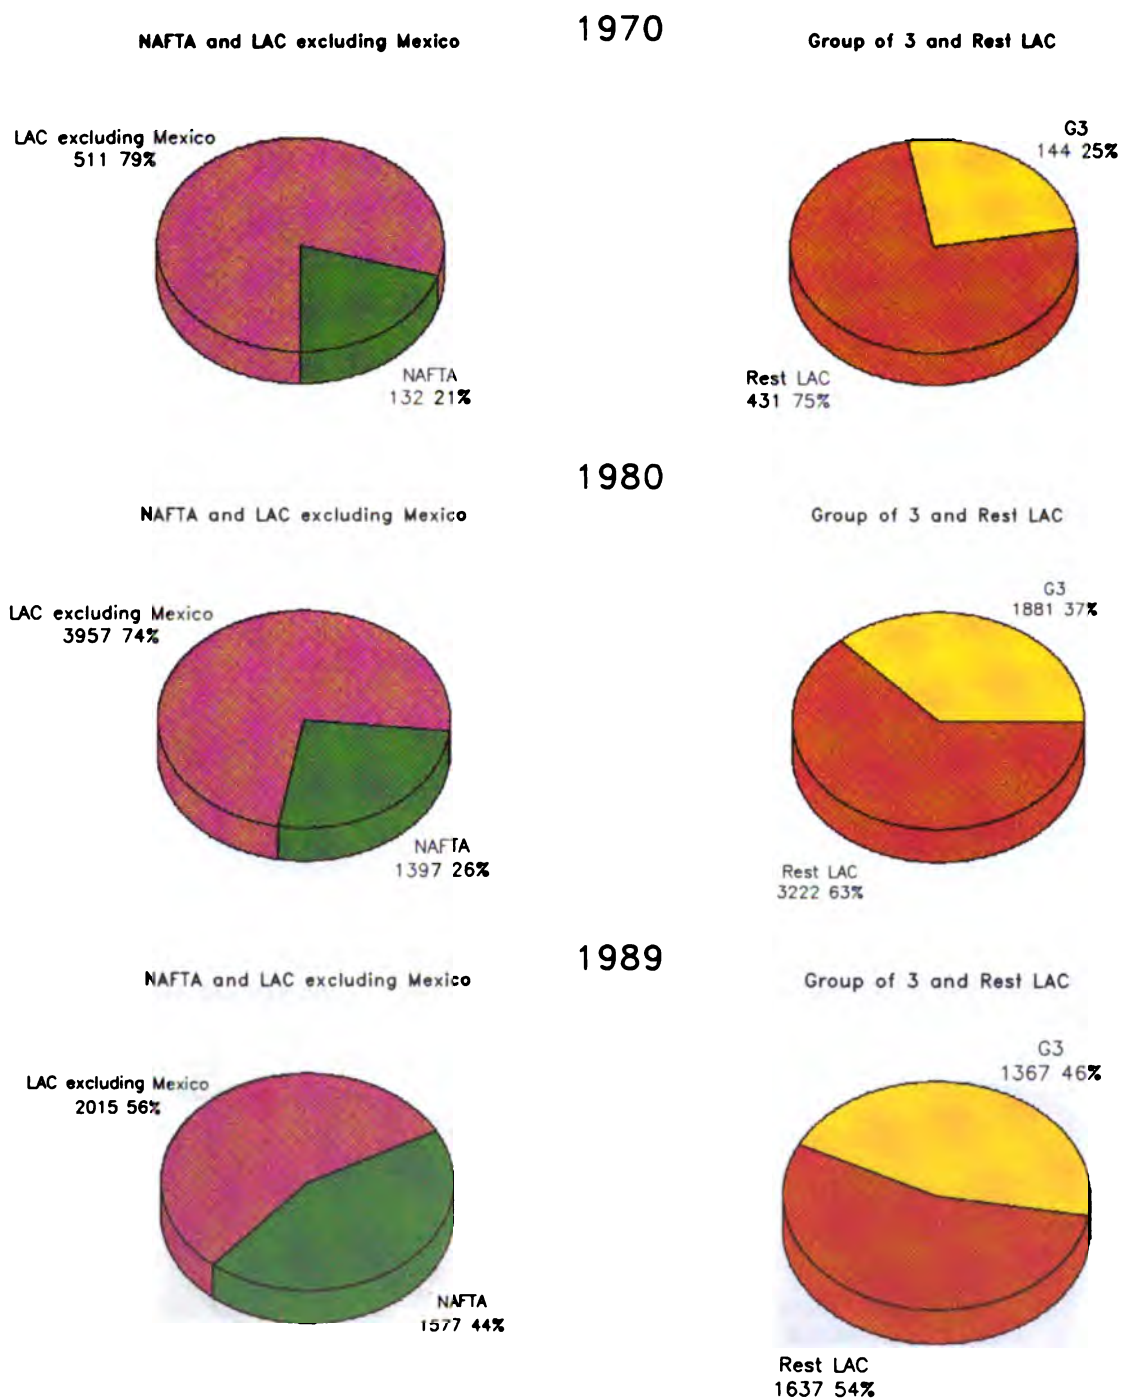 1970
NAFTA and LAC excluding Mexico
LAC excluding Mexico
511 79%
NAFTA
132 21%
Group of 3 and Rest LAC
G3
144 25%
Rest LAC
431 75%
1980
NAFTA and LAC excluding Mexico
LAC excluding Mexico
3957 74%
NAFTA
1397 26%
Group of 3 and Rest LAC
G3
1881 37%
Rest LAC
3222 63%
1989
NAFTA and LAC excluding Mexico
LAC excluding Mexico
2015 56%
NAFTA
1577 44%
Group of 3 and Rest LAC
G3
1367 46%
Rest LAC
1637 54%